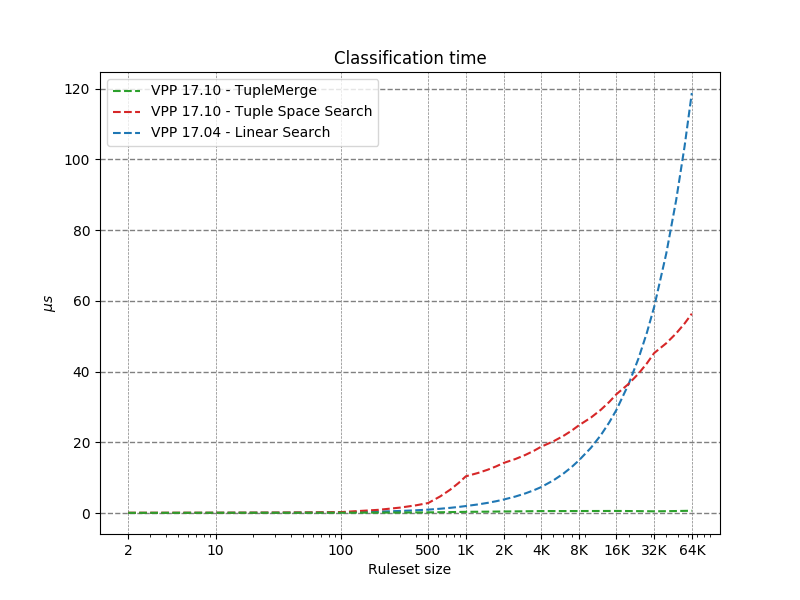 Classification time
VPP 17.10 - TupleMerge
VPP 17.10 - Tuple Space Search
VPP 17.04 - Linear Search
120
100
80
60
40
20
0
μs
2 10 100 500 1K 2K 4K 8K 16K 32K 64K
Ruleset size